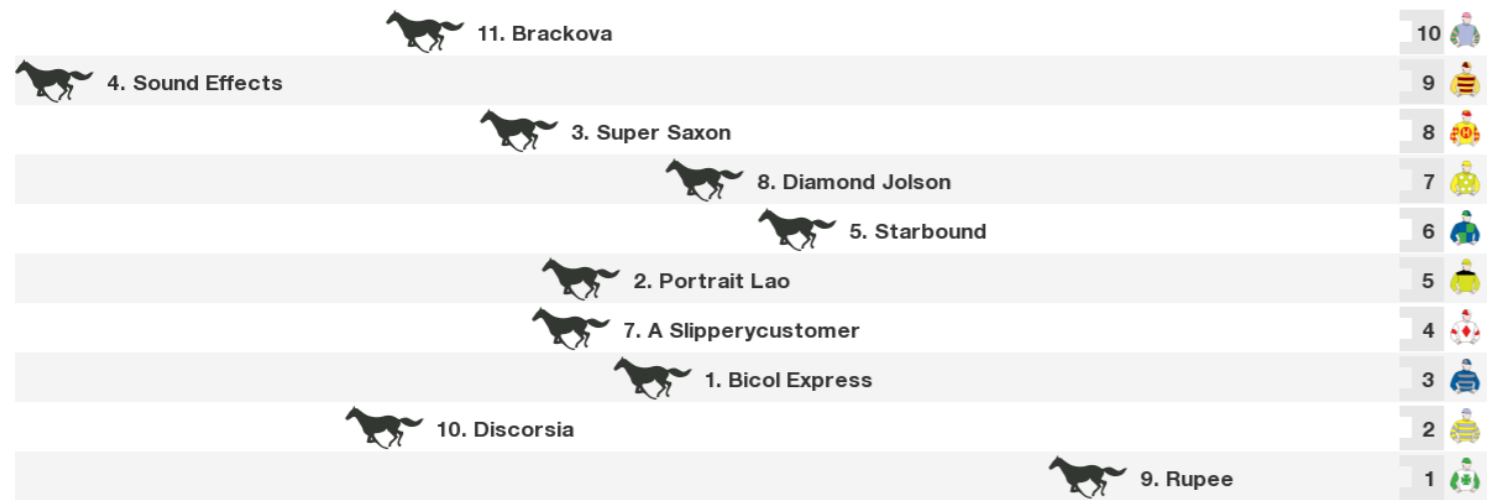 11. Brackova 10
4. Sound Effects 9
3. Super Saxon 8
8. Diamond Jolson 7
5. Starbound 6
2. Portrait Lao 5
7. A Slipperycustomer 4
1. Bicol Express 3
10. Discorsia 2
9. Rupee 1